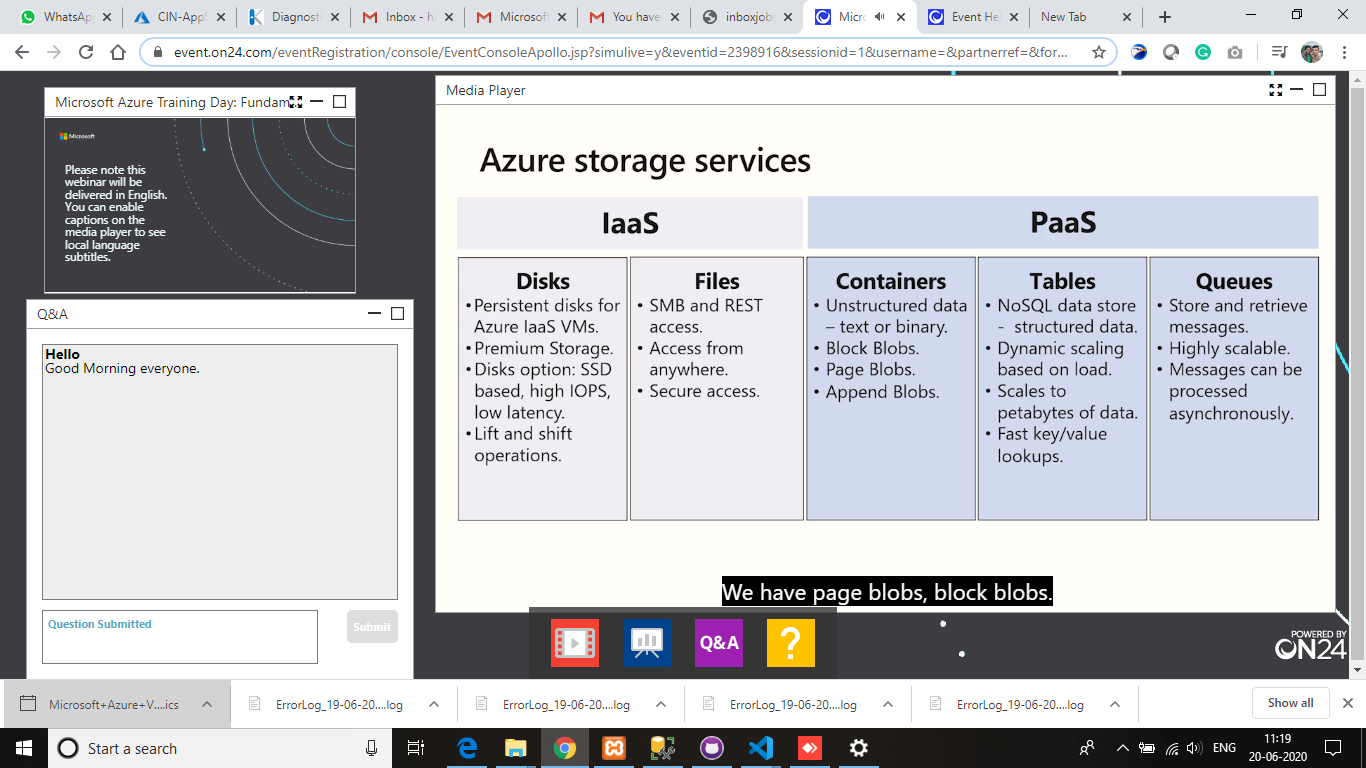 WhatsApp
CIN-AppS
Diagnost
Inbox - h
Microsof
You have
inboxjobs
Micro
Event Hel
New Tab
event.on24.com/eventRegistration/console/EventConsoleApollo.jsp?simulive=y&eventid=2398916&sessionid=1&username=&partnerref=&for...
Microsoft Azure Training Day: Fundam
Microsoft
Please note this
webinar will be
delivered in English.
You can enable
captions on the
media player to see
local language
subtitles.
Q&A
Hello
Good Morning everyone.
Question Submitted
Submit
Media Player
Azure storage services
IaaS
PaaS
Disks
•Persistent disks for
Azure IaaS VMs.
•Premium Storage.
•Disks option: SSD
based, high IOPS,
low latency.
•Lift and shift
operations.
Files
• SMB and REST
access.
• Access from
anywhere.
• Secure access.
Containers
• Unstructured data
– text or binary.
• Block Blobs.
• Page Blobs.
• Append Blobs.
Tables
• NoSQL data store
- structured data.
• Dynamic scaling
based on load.
• Scales to
petabytes of data.
• Fast key/value
lookups.
Queues
• Store and retrieve
messages.
• Highly scalable.
• Messages can be
processed
asynchronously.
We have page blobs, block blobs.
Q&A
?
POWERED BY
ON24
Microsoft+Azure+V....ics
ErrorLog_19-06-20....log
ErrorLog_19-06-20....log
ErrorLog_19-06-20....log
ErrorLog_19-06-20....log
Show all
Start a search
ENG
11:19
20-06-2020